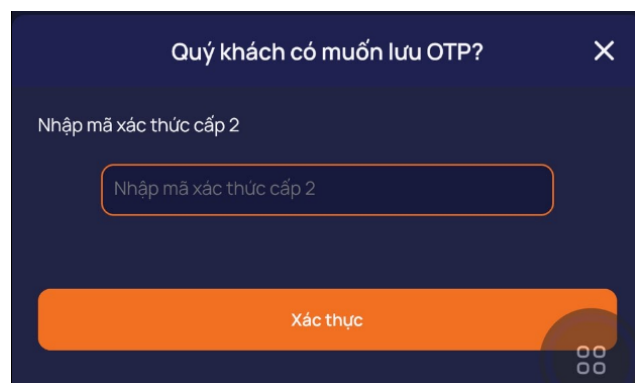 Quý khách có muốn lưu OTP?
Nhập mã xác thức cấp 2
Nhập mã xác thức cấp 2
Xác thực